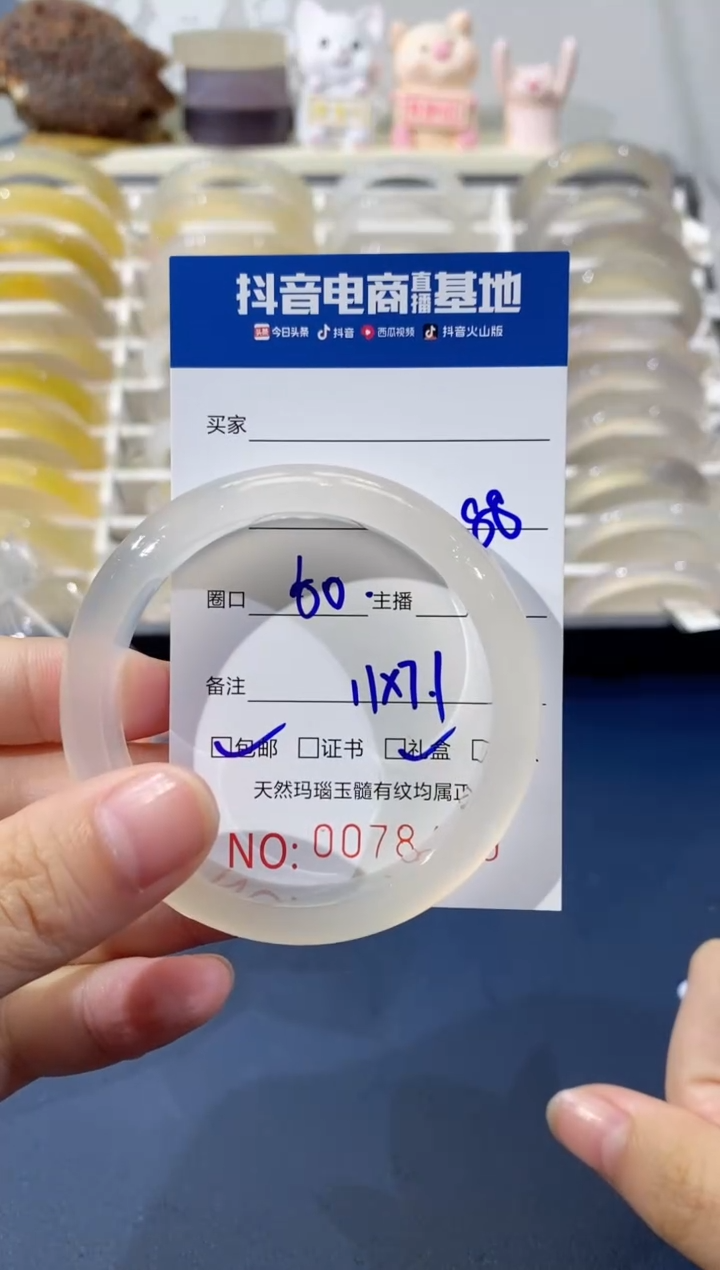 抖音电商直播基地
今日头条 抖音 西瓜视频 抖音火山版
买家
88
圈口 60. 主播
备注 11x7.1
☑包邮 □证书 ☑礼盒 □
天然玛瑙玉髓有纹均属正
NO: 0078